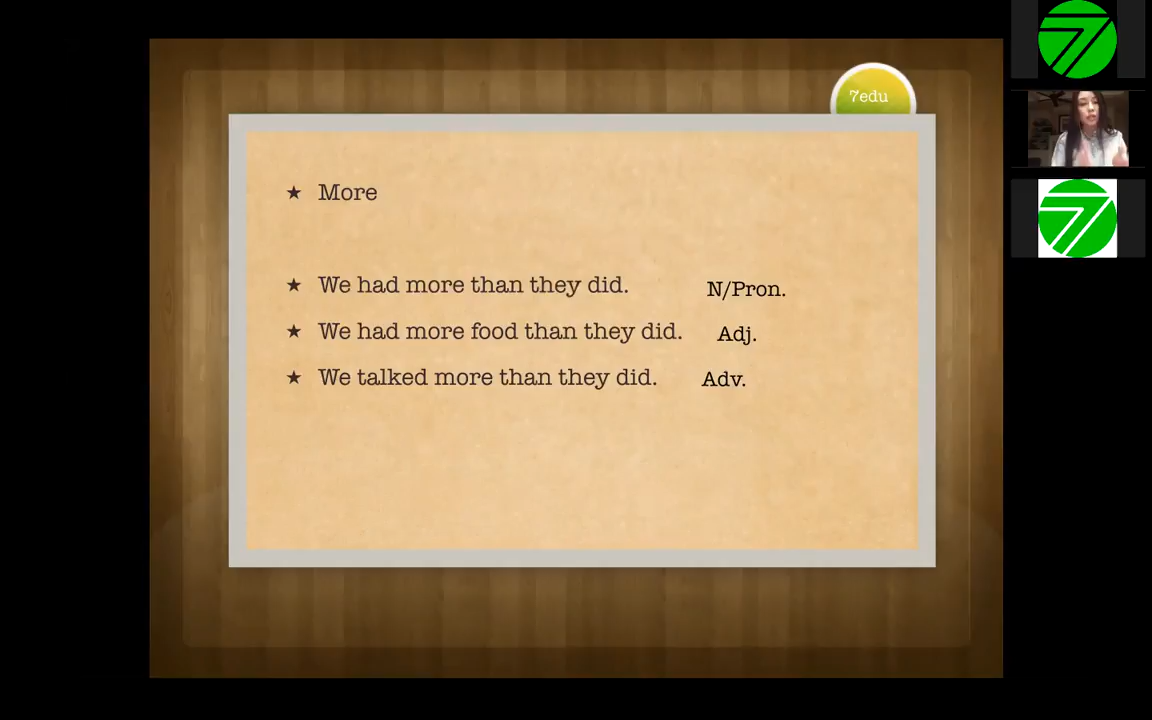 7edu
★ More
★ We had more than they did. N/Pron.
★ We had more food than they did. Adj.
★ We talked more than they did. Adv.